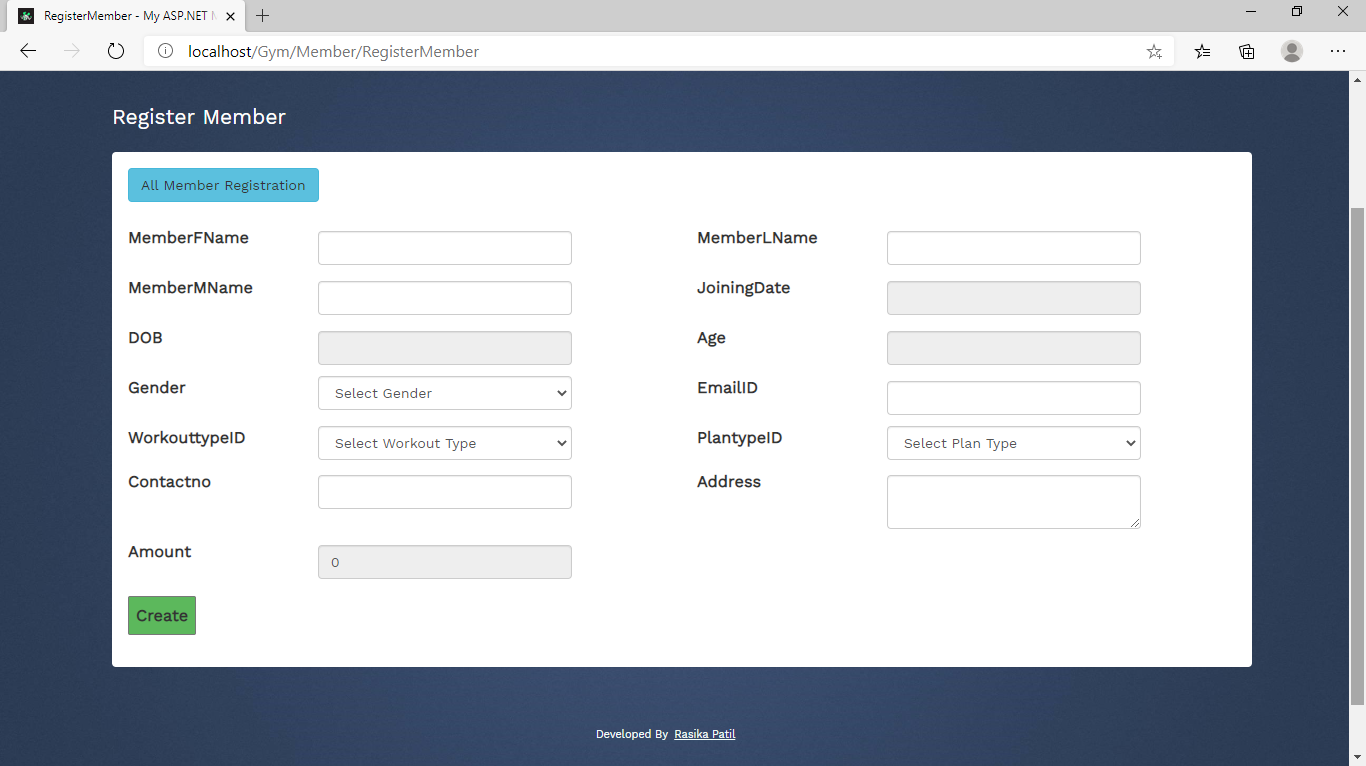 RegisterMember - My ASP.NET
localhost/Gym/Member/RegisterMember
Register Member
All Member Registration
MemberFName MemberLName
MemberMName JoiningDate
DOB Age
Gender Select Gender EmailID
WorkouttypeID Select Workout Type PlantypeID Select Plan Type
Contactno Address
Amount 0
Create
Developed By Rasika Patil